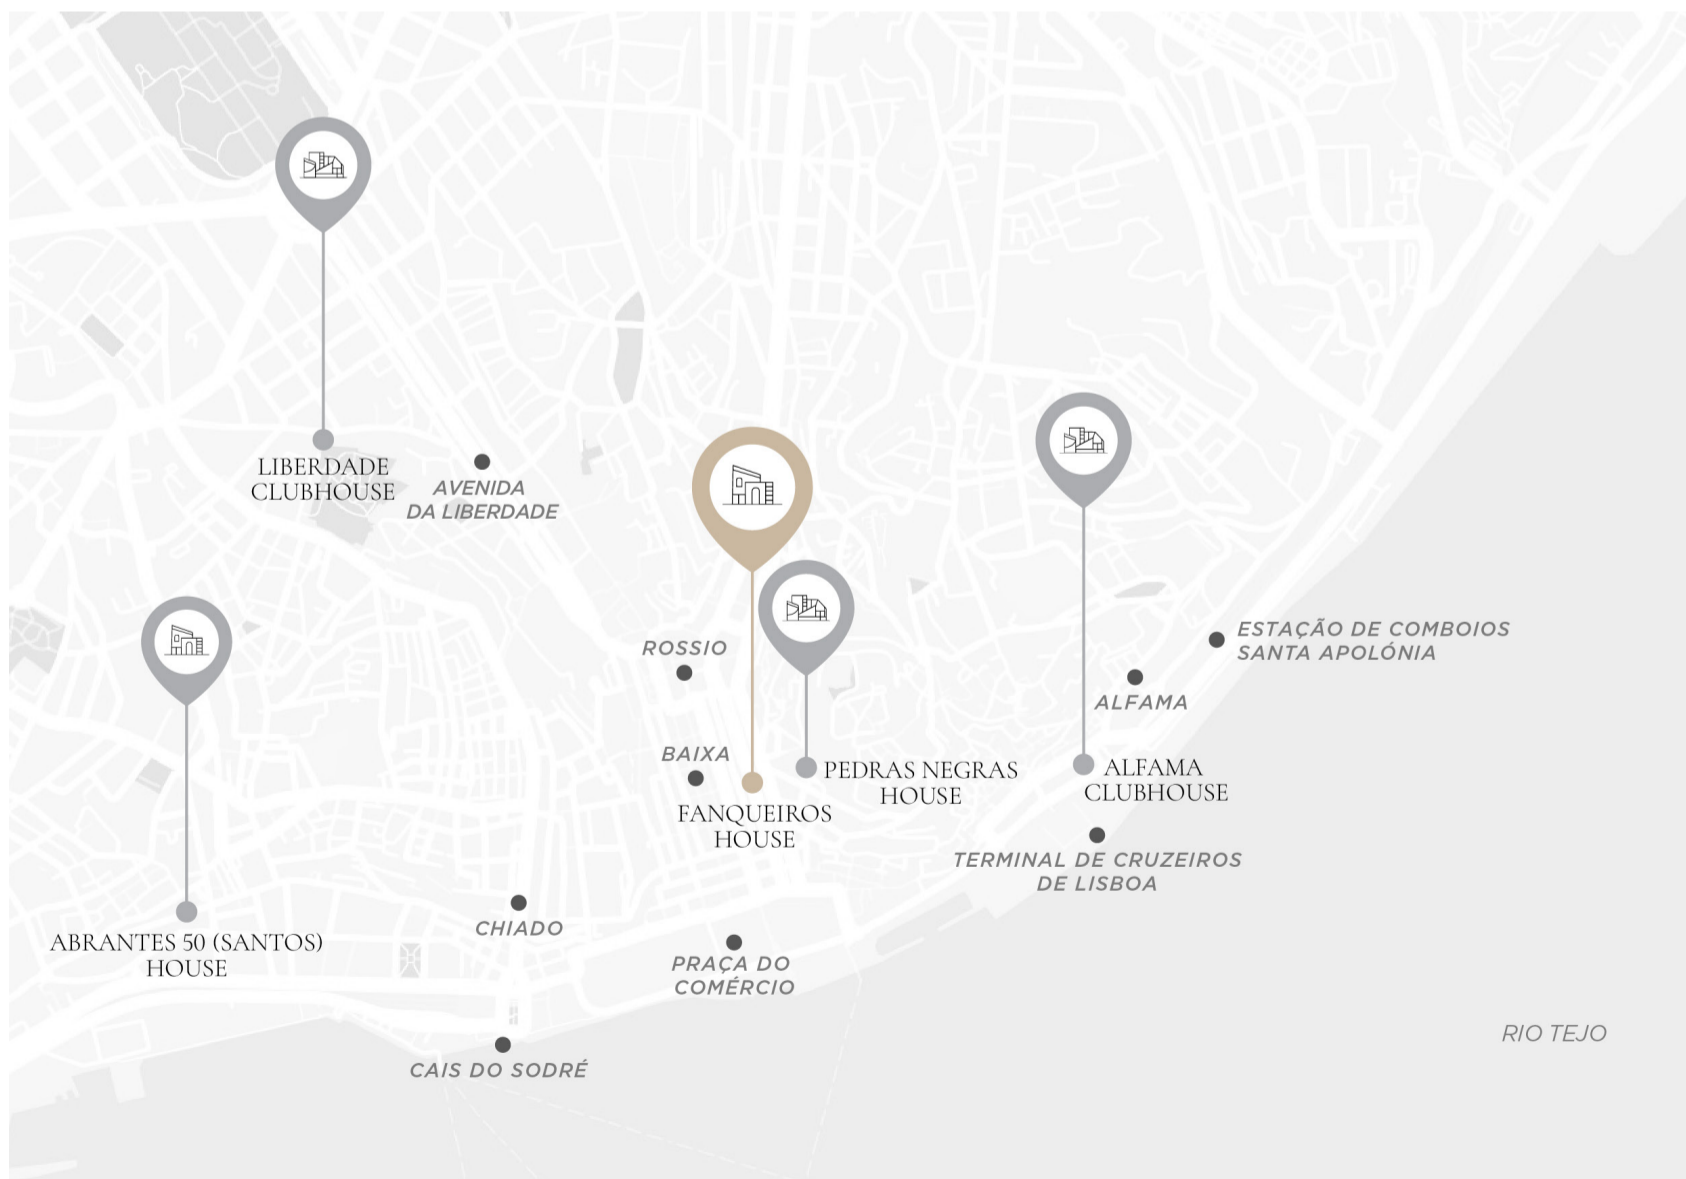 LIBERDADE
CLUBHOUSE
AVENIDA
DA LIBERDADE
ROSSIO
ESTAÇÃO DE COMBOIOS
SANTA APOLÓNIA
ALFAMA
BAIXA
PEDRAS NEGRAS
HOUSE
ALFAMA
CLUBHOUSE
FANQUEIROS
HOUSE
TERMINAL DE CRUZEIROS
DE LISBOA
CHIADO
ABRANTES 50 (SANTOS)
HOUSE
PRAÇA DO
COMÉRCIO
RIO TEJO
CAIS DO SODRÉ